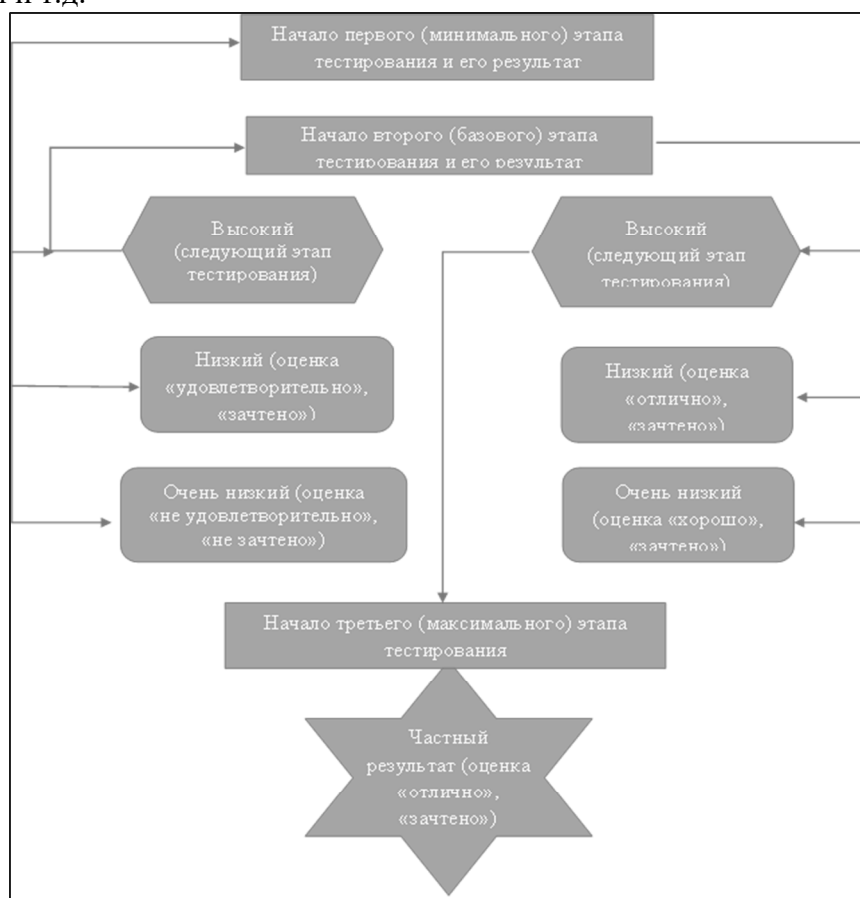 и т.д.
Начало первого (минимального) этапа
тестирования и его результат
Начало второго (базового) этапа
тестирования и его результат
Высокий
(следующий этап
тестирования)
Высокий
(следующий этап
тестирования)
Низкий (оценка
«удовлетворительно»,
«зачтено»)
Низкий (оценка
«отлично»,
«зачтено»)
Очень низкий (оценка
«не удовлетворительно»,
«не зачтено»)
Очень низкий
(оценка «хорошо»,
«зачтено»)
Начало третьего (максимального) этапа
тестирования
Частный
результат (оценка
«отлично»,
«зачтено»)